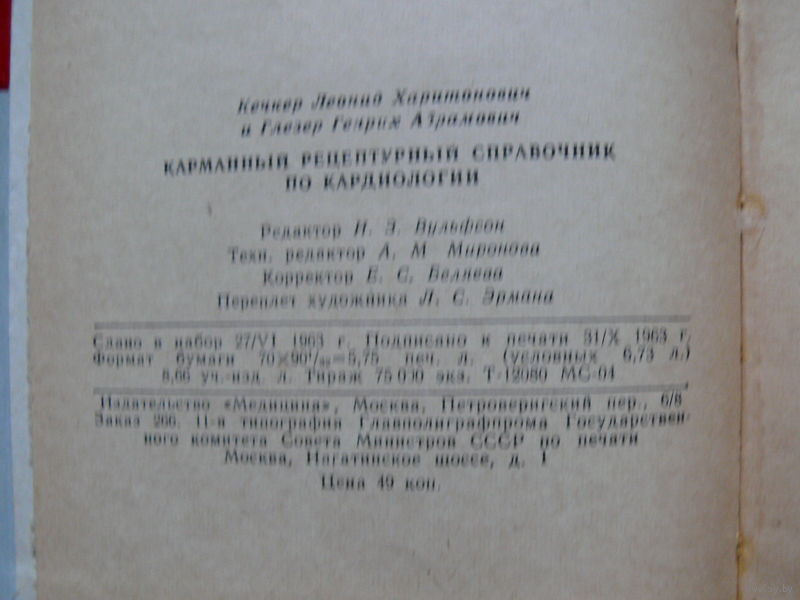 Кечкер Леонид Харитонович
и Глезер Генрих Абрамович
КАРМАННЫЙ РЕЦЕПТУРНЫЙ СПРАВОЧНИК
ПО КАРДИОЛОГИИ
Редактор И. Э. Вульфсон
Техн. редактор А. М. Миронова
Корректор Е. С. Беляева
Переплет художника Л. С. Эрмана
Сдано в набор 27/VI 1963 г. Подписано к печати 31/X 1963 г.
Формат бумаги 70×90¹/₃₂=5,75 печ. л. (условных 6,73 л.)
8,66 уч.-изд. л. Тираж 75 000 экз. Т-12080 МС-04
Издательство «Медицина», Москва, Петроверигский пер., 6/8
Заказ 266. 11-я типография Главполиграфпрома Государствен-
ного комитета Совета Министров СССР по печати
Москва, Нагатинское шоссе, д. 1
Цена 49 коп.